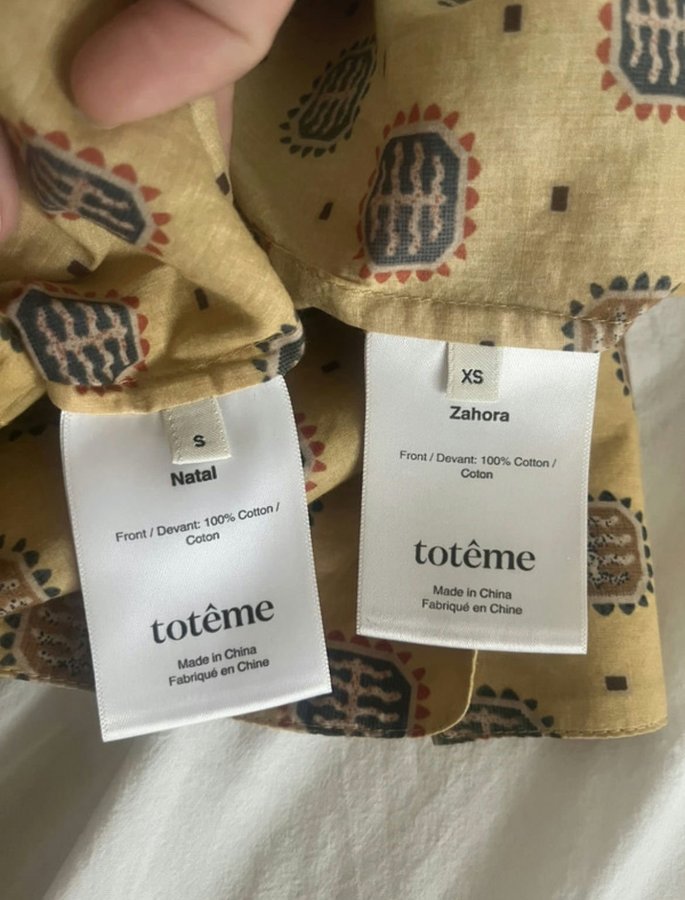 S
Natal
Front / Devant: 100% Cotton /
Coton
totême
Made in China
Fabriqué en Chine
XS
Zahora
Front / Devant: 100% Cotton /
Coton
totême
Made in China
Fabriqué en Chine